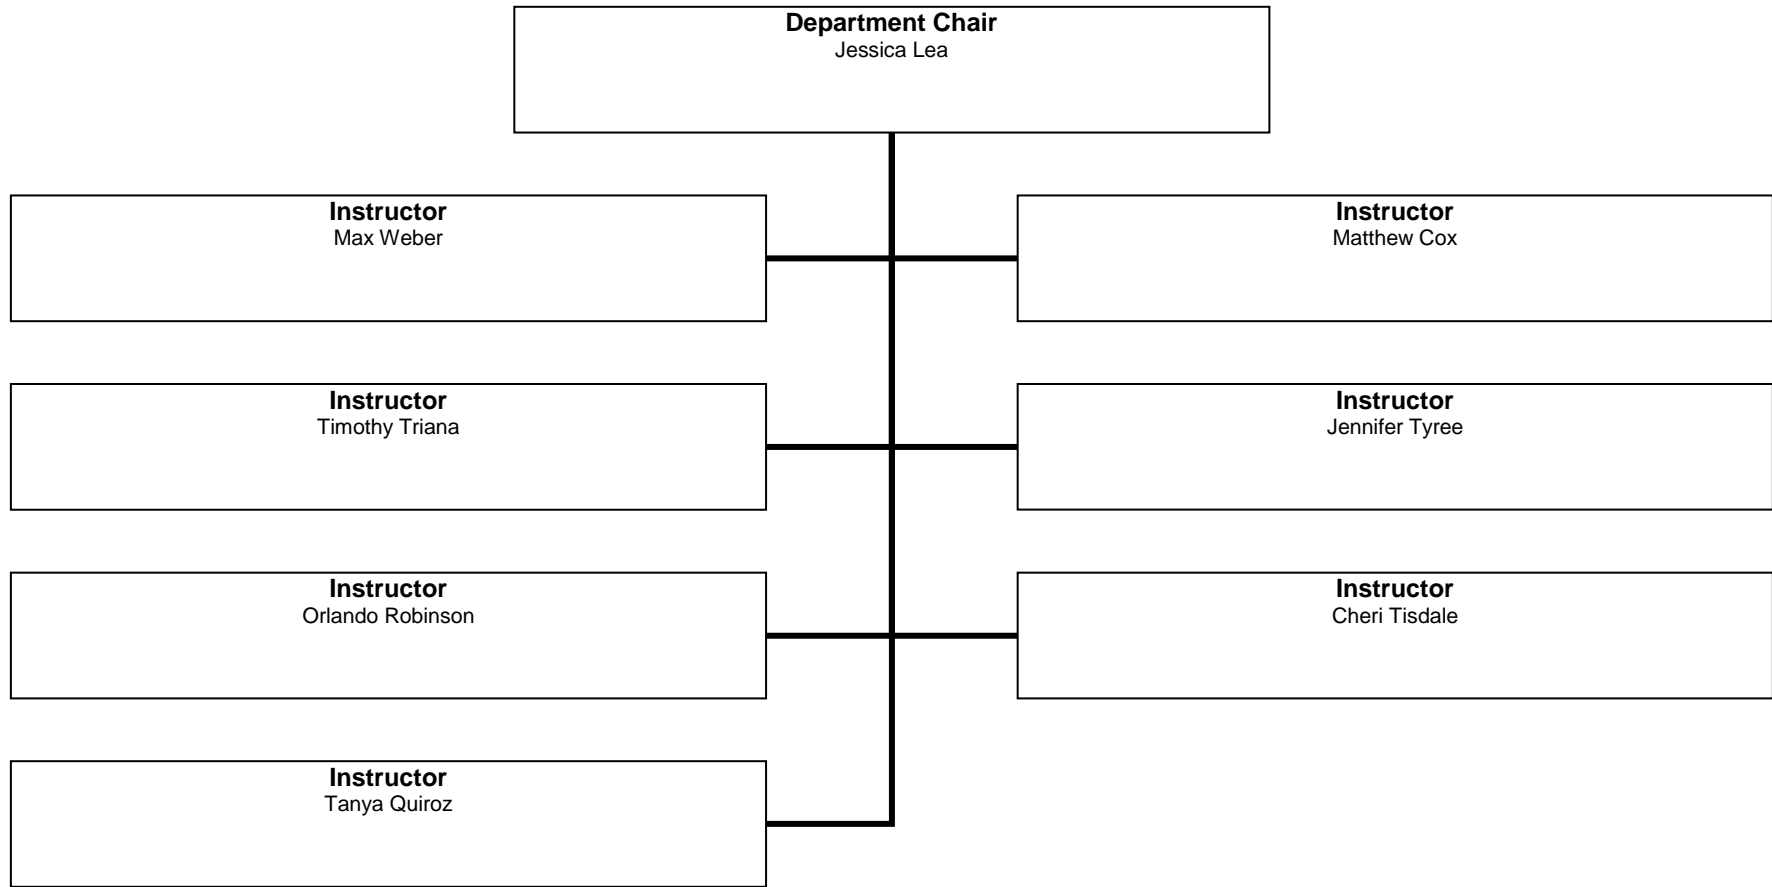 Department Chair
Jessica Lea
Instructor
Max Weber
Instructor
Matthew Cox
Instructor
Timothy Triana
Instructor
Jennifer Tyree
Instructor
Orlando Robinson
Instructor
Cheri Tisdale
Instructor
Tanya Quiroz